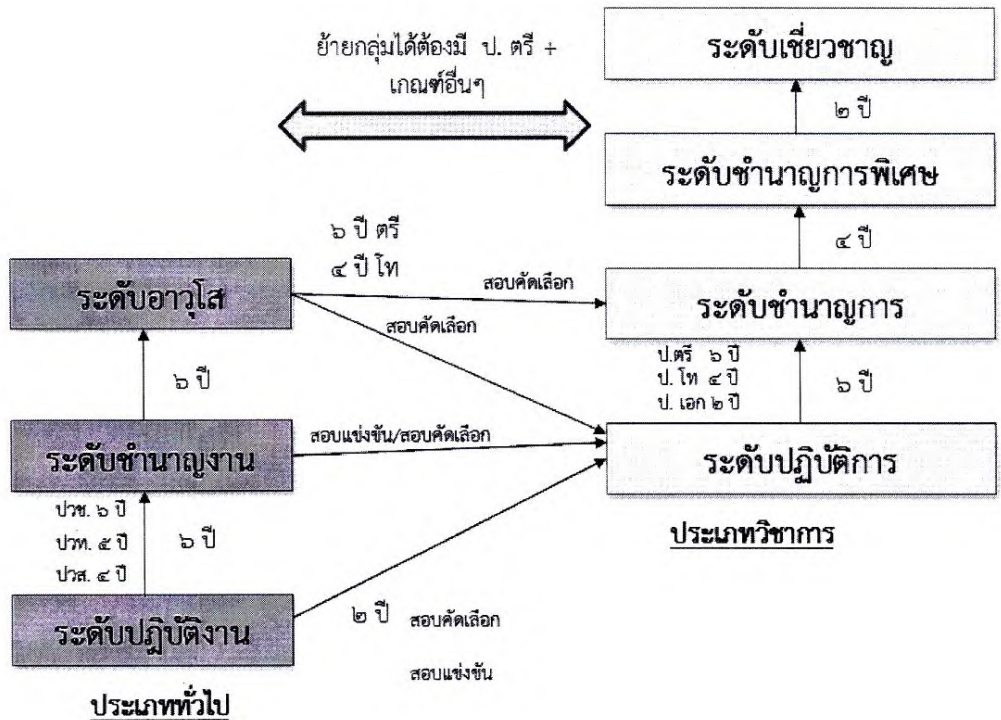 ย้ายกลุ่มได้ต้องมี ป. ตรี +
เกณฑ์อื่นๆ
ระดับเชี่ยวชาญ
๒ ปี
ระดับชำนาญการพิเศษ
๔ ปี
๖ ปี ตรี
๔ ปี โท
ระดับอาวุโส
สอบคัดเลือก
ระดับชำนาญการ
สอบคัดเลือก
๖ ปี
ป.ตรี ๖ ปี
ป. โท ๔ ปี
ป. เอก ๒ ปี
๖ ปี
ระดับชำนาญงาน
สอบแข่งขัน/สอบคัดเลือก
ระดับปฏิบัติการ
ประเภทวิชาการ
ปวช. ๖ ปี
ปวท. ๕ ปี
ปวส. ๔ ปี
๖ ปี
ระดับปฏิบัติงาน
๒ ปี สอบคัดเลือก
สอบแข่งขัน
ประเภททั่วไป